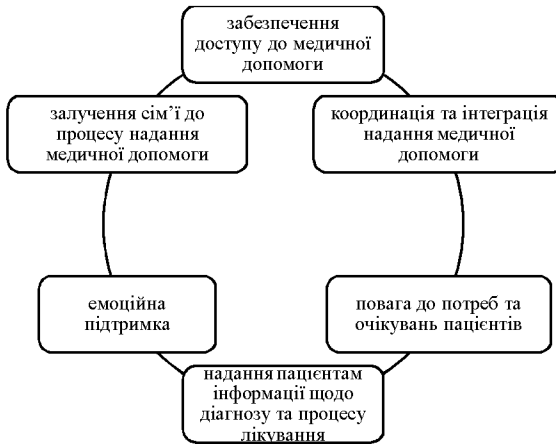 забезпечення
доступу до медичної
допомоги
залучення сім’ї до
процесу надання
медичної допомоги
координація та інтеграція
надання медичної
допомоги
емоційна
підтримка
повага до потреб та
очікувань пацієнтів
надання пацієнтам
інформації щодо
діагнозу та процесу
лікування